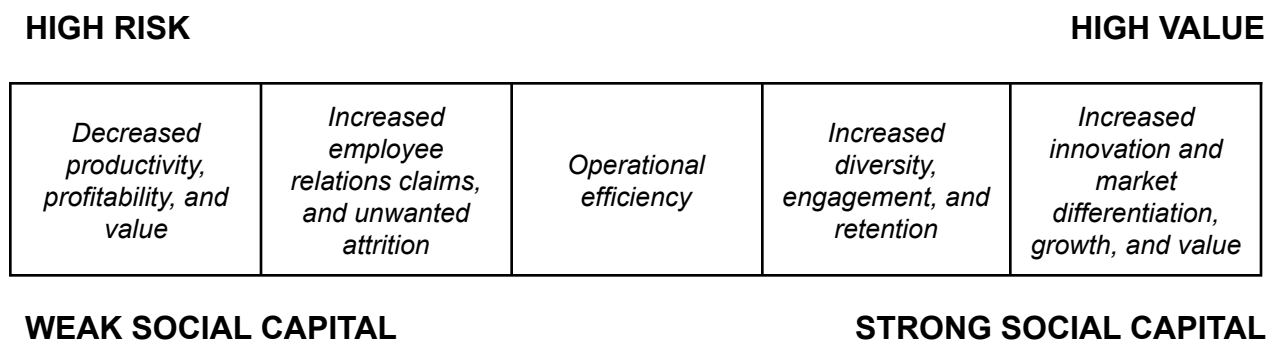 HIGH RISK
HIGH VALUE
Decreased
productivity,
profitability, and
value
Increased
employee
relations claims,
and unwanted
attrition
Operational
efficiency
Increased
diversity,
engagement, and
retention
Increased
innovation and
market
differentiation,
growth, and value
WEAK SOCIAL CAPITAL
STRONG SOCIAL CAPITAL